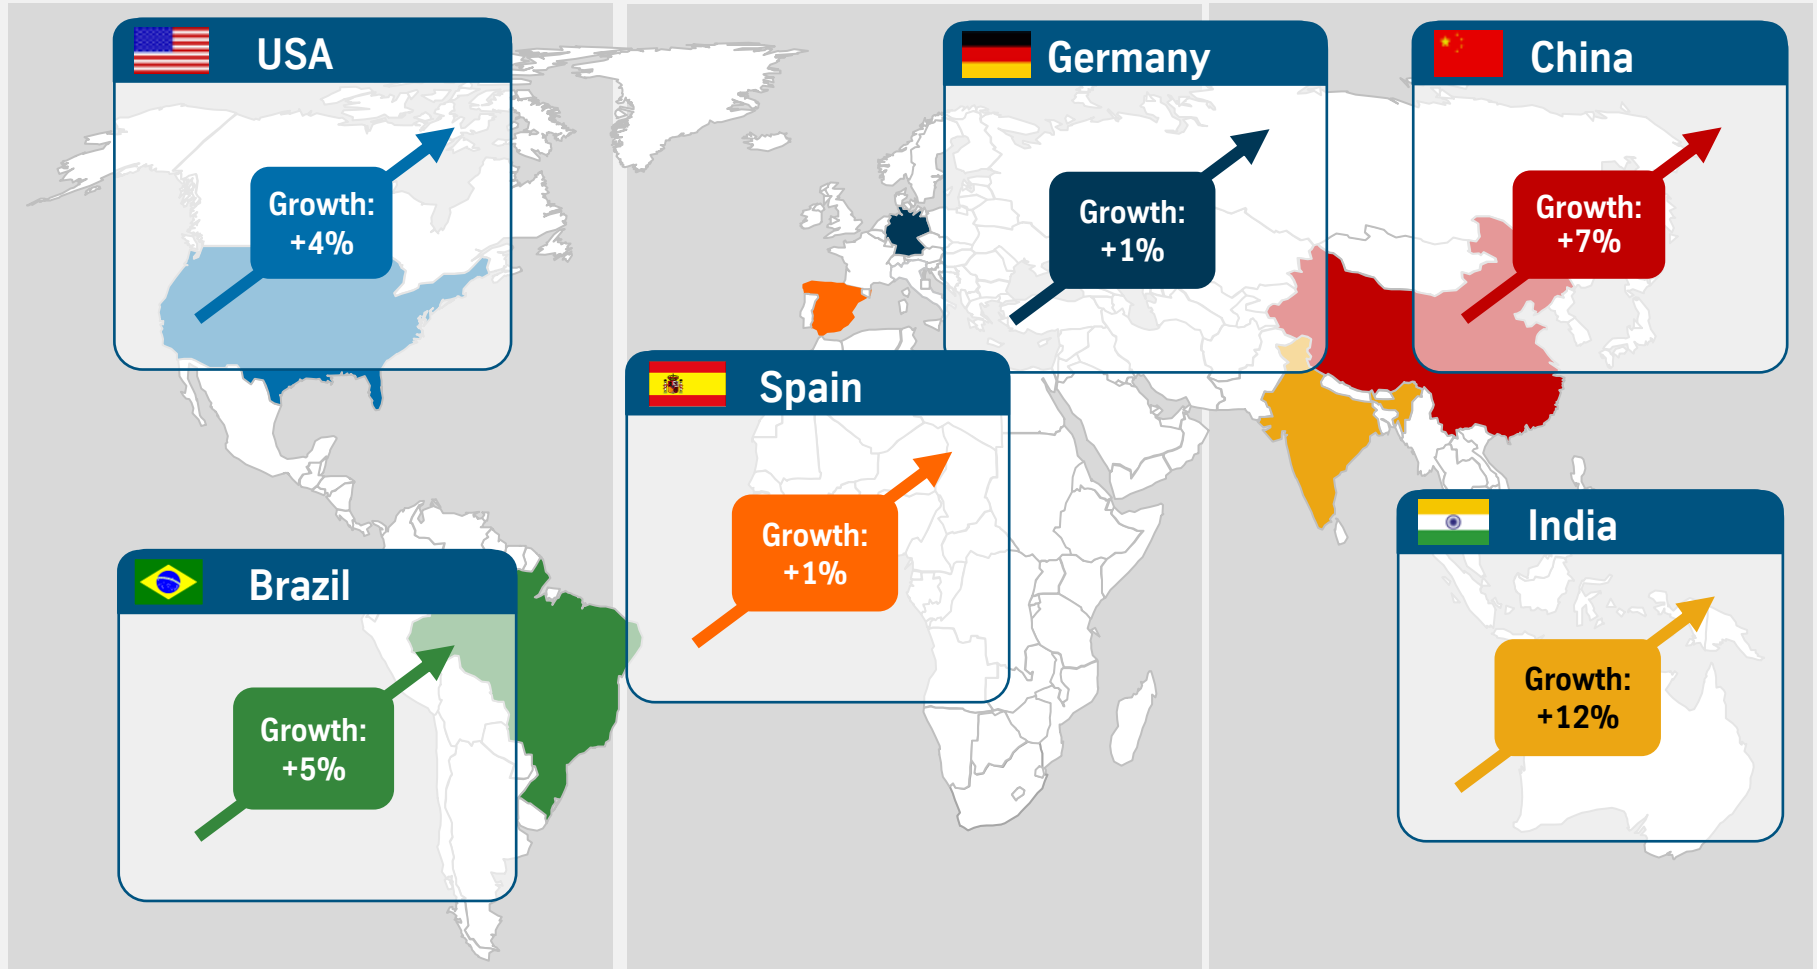 USA
Growth:
+4%
Germany
Growth:
+1%
China
Growth:
+7%
Spain
Growth:
+1%
Brazil
Growth:
+5%
India
Growth:
+12%